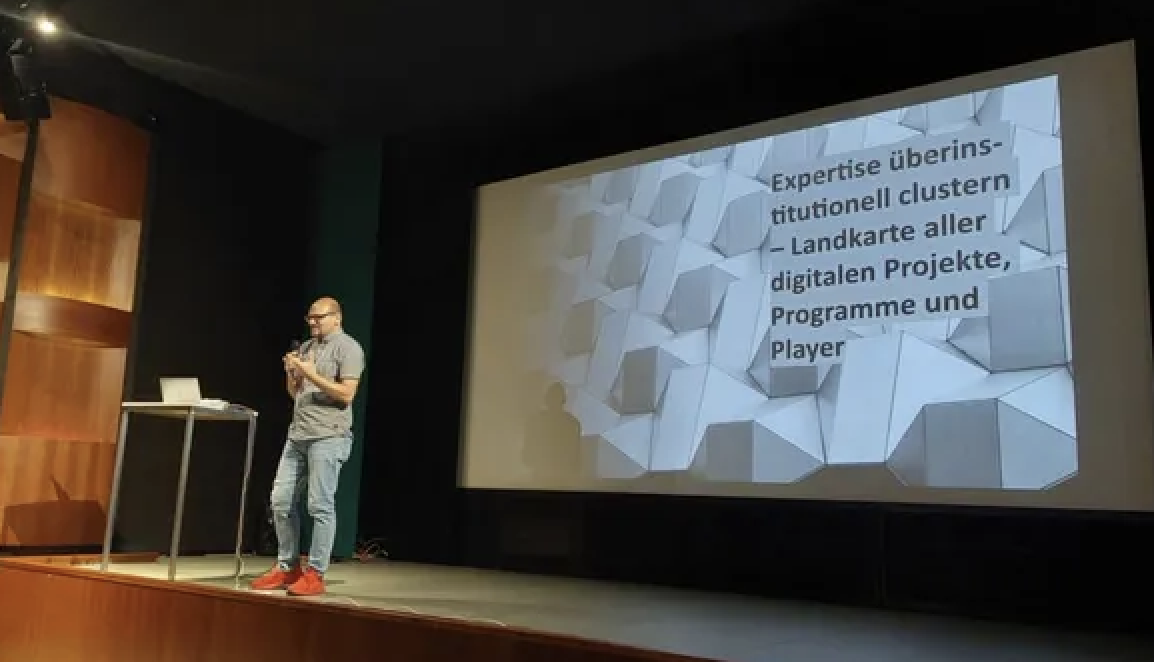 Expertise überins-
titutionell clustern
– Landkarte aller
digitalen Projekte,
Programme und
Player